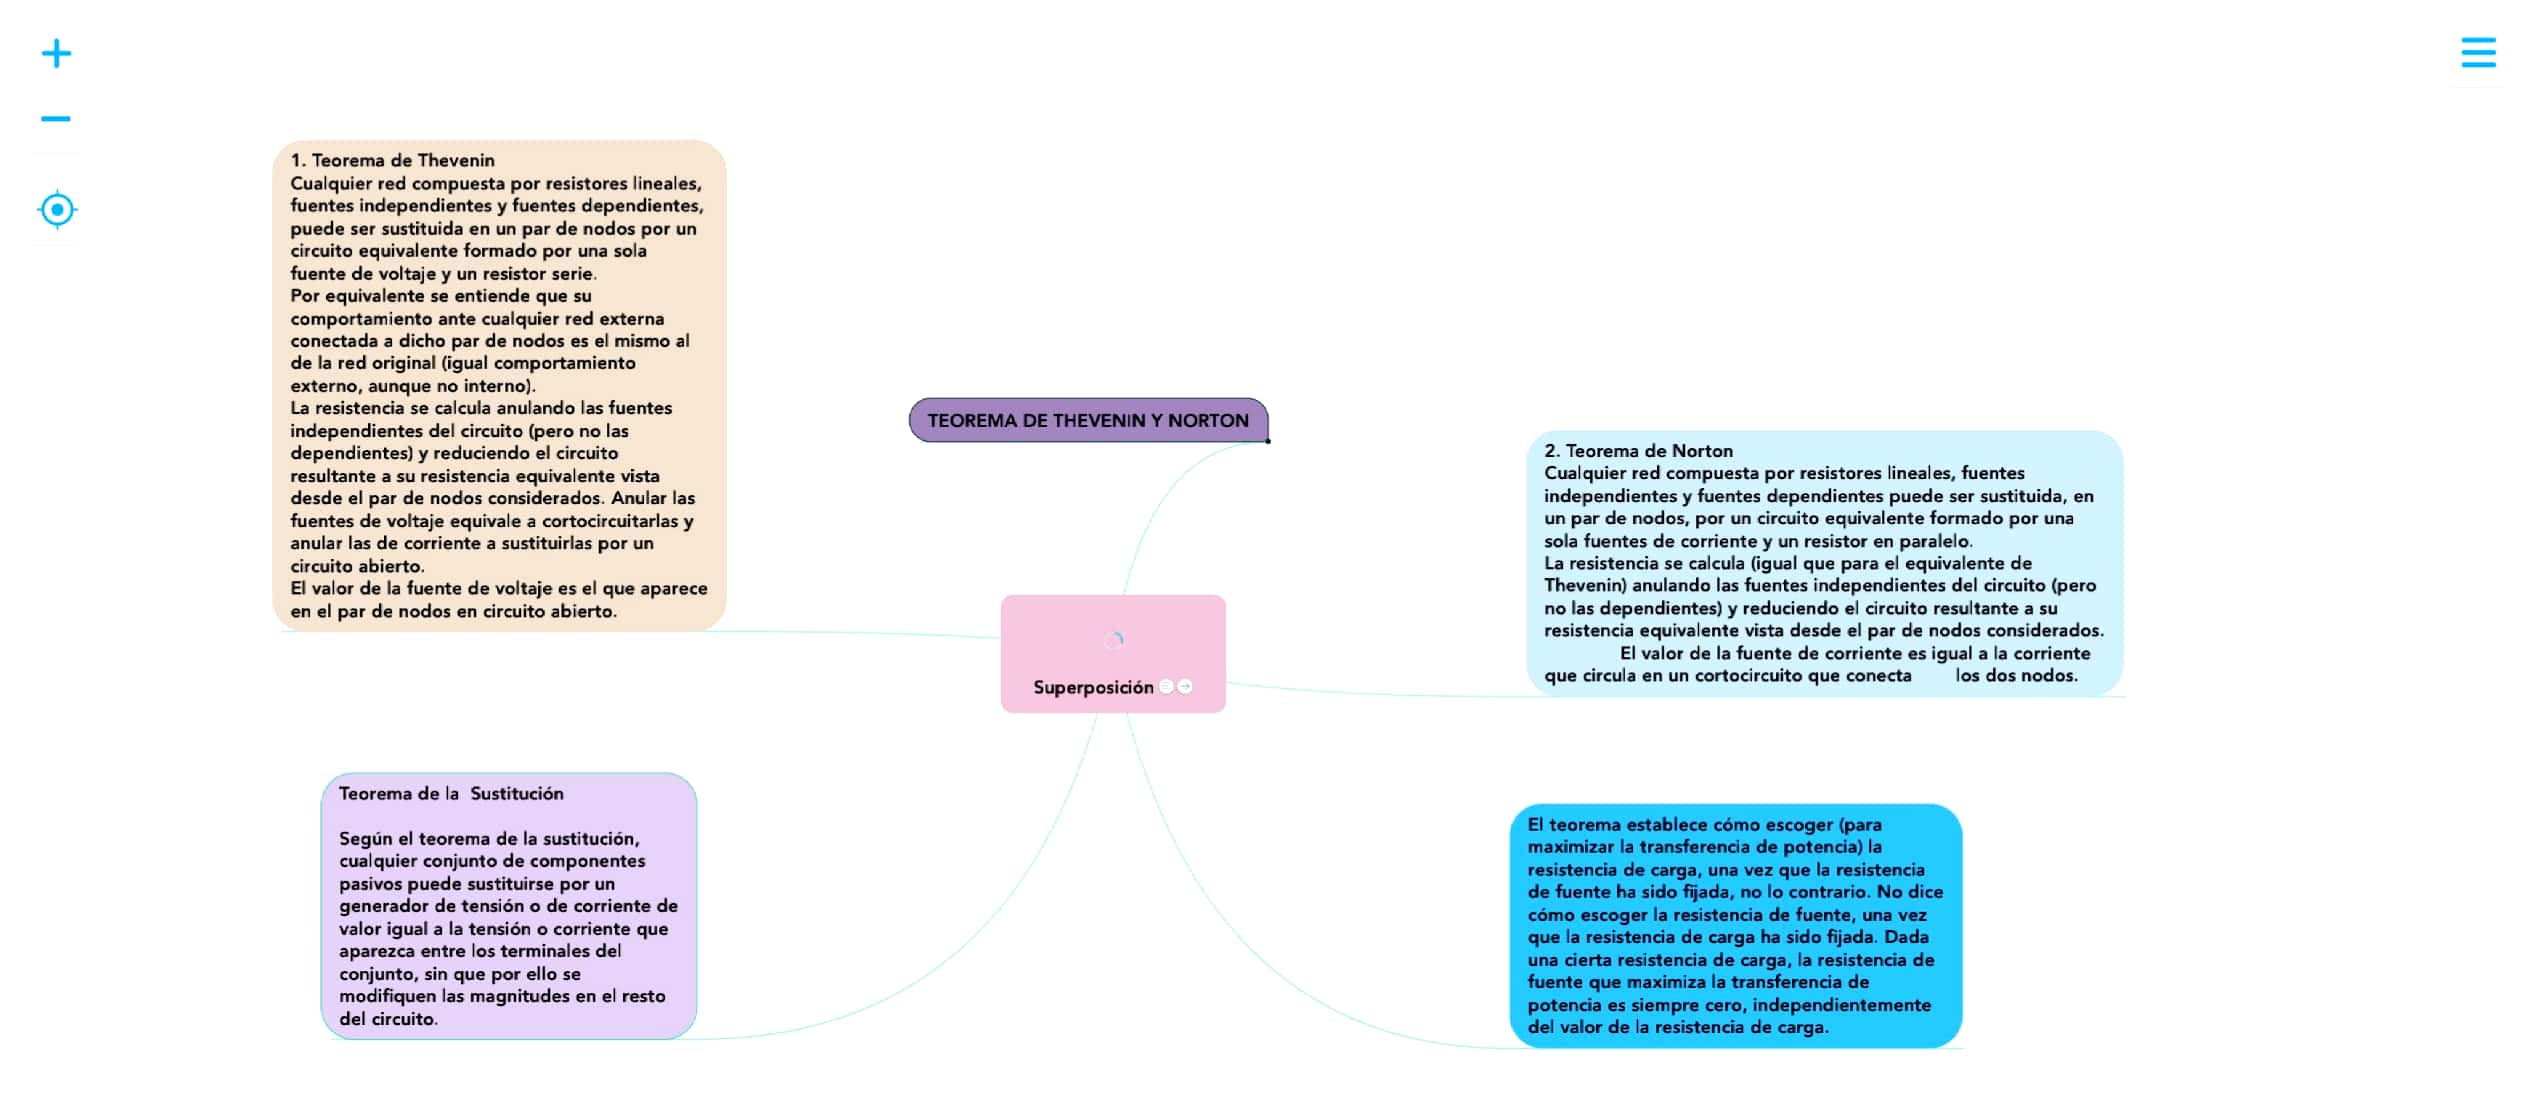 1. Teorema de Thevenin
Cualquier red compuesta por resistores lineales,
fuentes independientes y fuentes dependientes,
puede ser sustituida en un par de nodos por un
circuito equivalente formado por una sola
fuente de voltaje y un resistor serie.
Por equivalente se entiende que su
comportamiento ante cualquier red externa
conectada a dicho par de nodos es el mismo al
de la red original (igual comportamiento
externo, aunque no interno).
La resistencia se calcula anulando las fuentes
independientes del circuito (pero no las
dependientes) y reduciendo el circuito
resultante a su resistencia equivalente vista
desde el par de nodos considerados. Anular las
fuentes de voltaje equivale a cortocircuitarlas y
anular las de corriente a sustituirlas por un
circuito abierto.
El valor de la fuente de voltaje es el que aparece
en el par de nodos en circuito abierto.
TEOREMA DE THEVENIN Y NORTON
2. Teorema de Norton
Cualquier red compuesta por resistores lineales, fuentes
independientes y fuentes dependientes puede ser sustituida, en
un par de nodos, por un circuito equivalente formado por una
sola fuentes de corriente y un resistor en paralelo.
La resistencia se calcula (igual que para el equivalente de
Thevenin) anulando las fuentes independientes del circuito (pero
no las dependientes) y reduciendo el circuito resultante a su
resistencia equivalente vista desde el par de nodos considerados.
El valor de la fuente de corriente es igual a la corriente
que circula en un cortocircuito que conecta los dos nodos.
Superposición
Teorema de la Sustitución
Según el teorema de la sustitución,
cualquier conjunto de componentes
pasivos puede sustituirse por un
generador de tensión o de corriente de
valor igual a la tensión o corriente que
aparezca entre los terminales del
conjunto, sin que por ello se
modifiquen las magnitudes en el resto
del circuito.
El teorema establece cómo escoger (para
maximizar la transferencia de potencia) la
resistencia de carga, una vez que la resistencia
de fuente ha sido fijada, no lo contrario. No dice
cómo escoger la resistencia de fuente, una vez
que la resistencia de carga ha sido fijada. Dada
una cierta resistencia de carga, la resistencia de
fuente que maximiza la transferencia de
potencia es siempre cero, independientemente
del valor de la resistencia de carga.